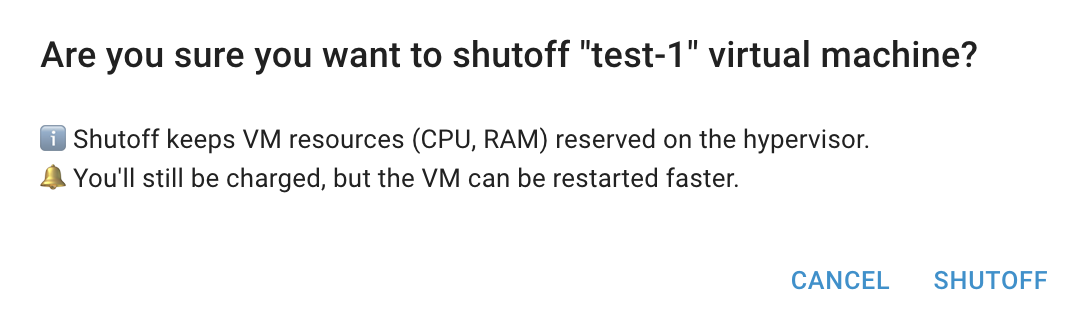 Are you sure you want to shutoff "test-1" virtual machine?
ℹ️ Shutoff keeps VM resources (CPU, RAM) reserved on the hypervisor.
🔔 You'll still be charged, but the VM can be restarted faster.
CANCEL SHUTOFF